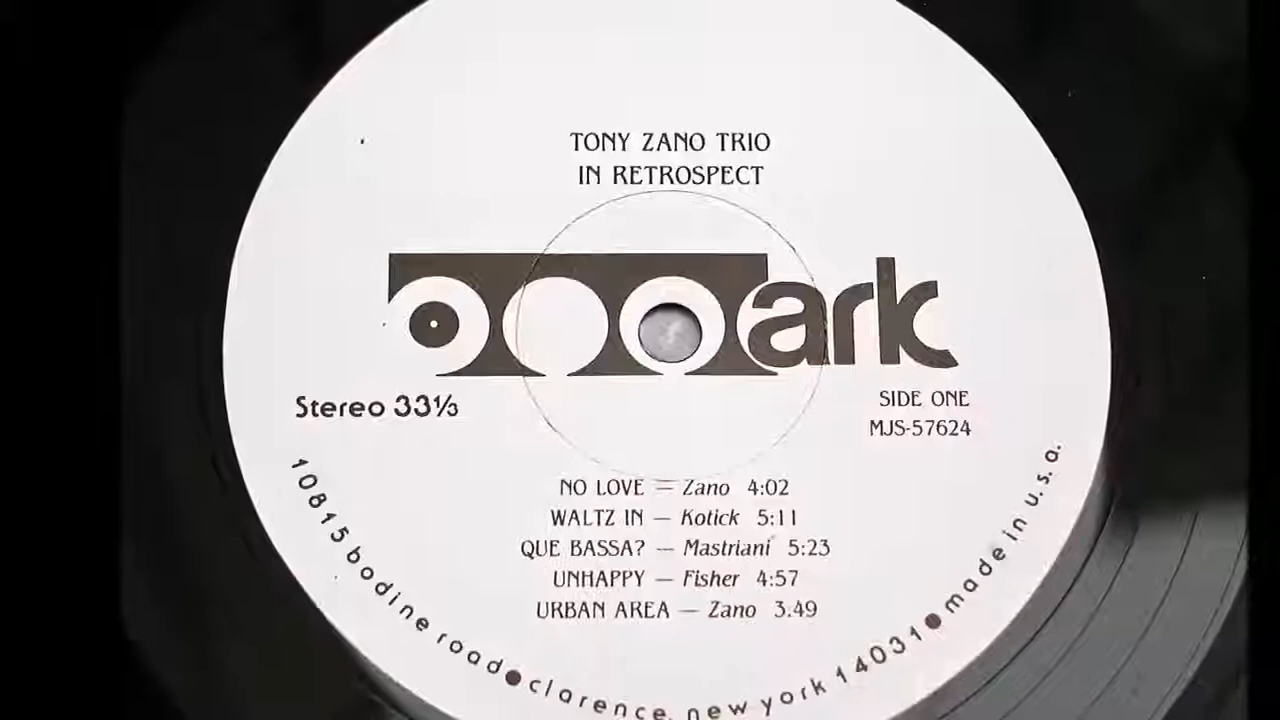 TONY ZANO TRIO
IN RETROSPECT
mark
Stereo 33⅓
SIDE ONE
MJS-57624
NO LOVE — Zano 4:02
WALTZ IN — Kotick 5:11
QUE BASSA? — Mastriani 5:23
UNHAPPY — Fisher 4:57
URBAN AREA — Zano 3.49
10815 bodine road●clarence, new york 14031●made in u.s.a.